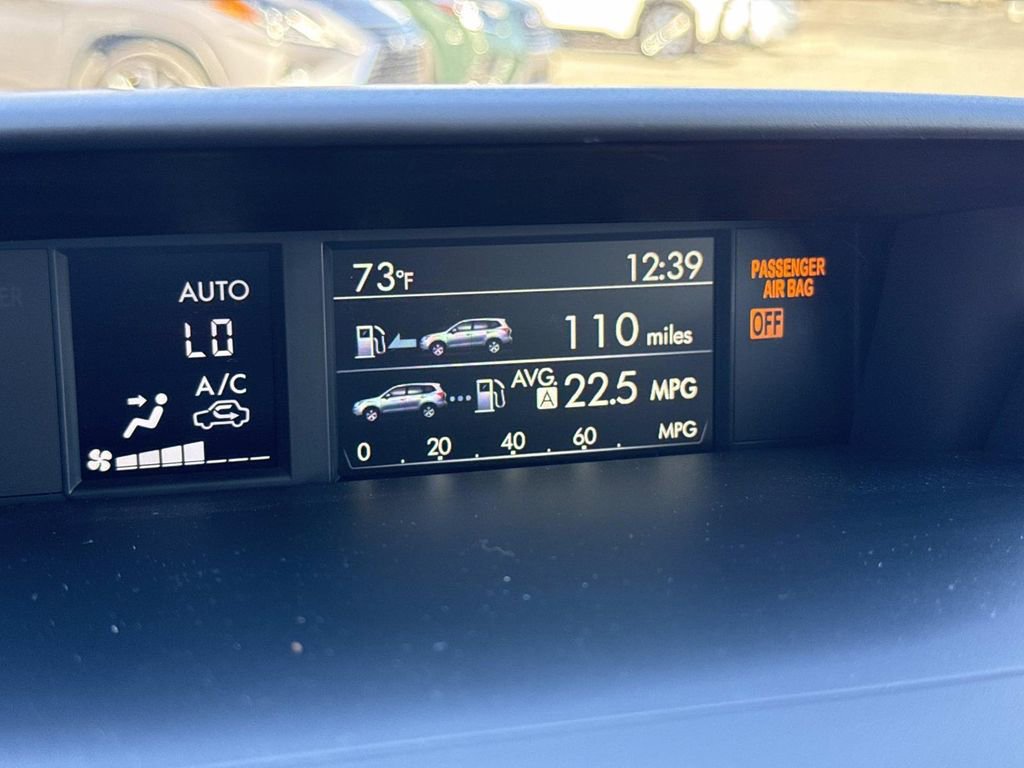 AUTO
LO
A/C
73°F 12:39
110 miles
AVG. A 22.5 MPG
0 . 20 . 40 . 60 . MPG
PASSENGER
AIR BAG
OFF